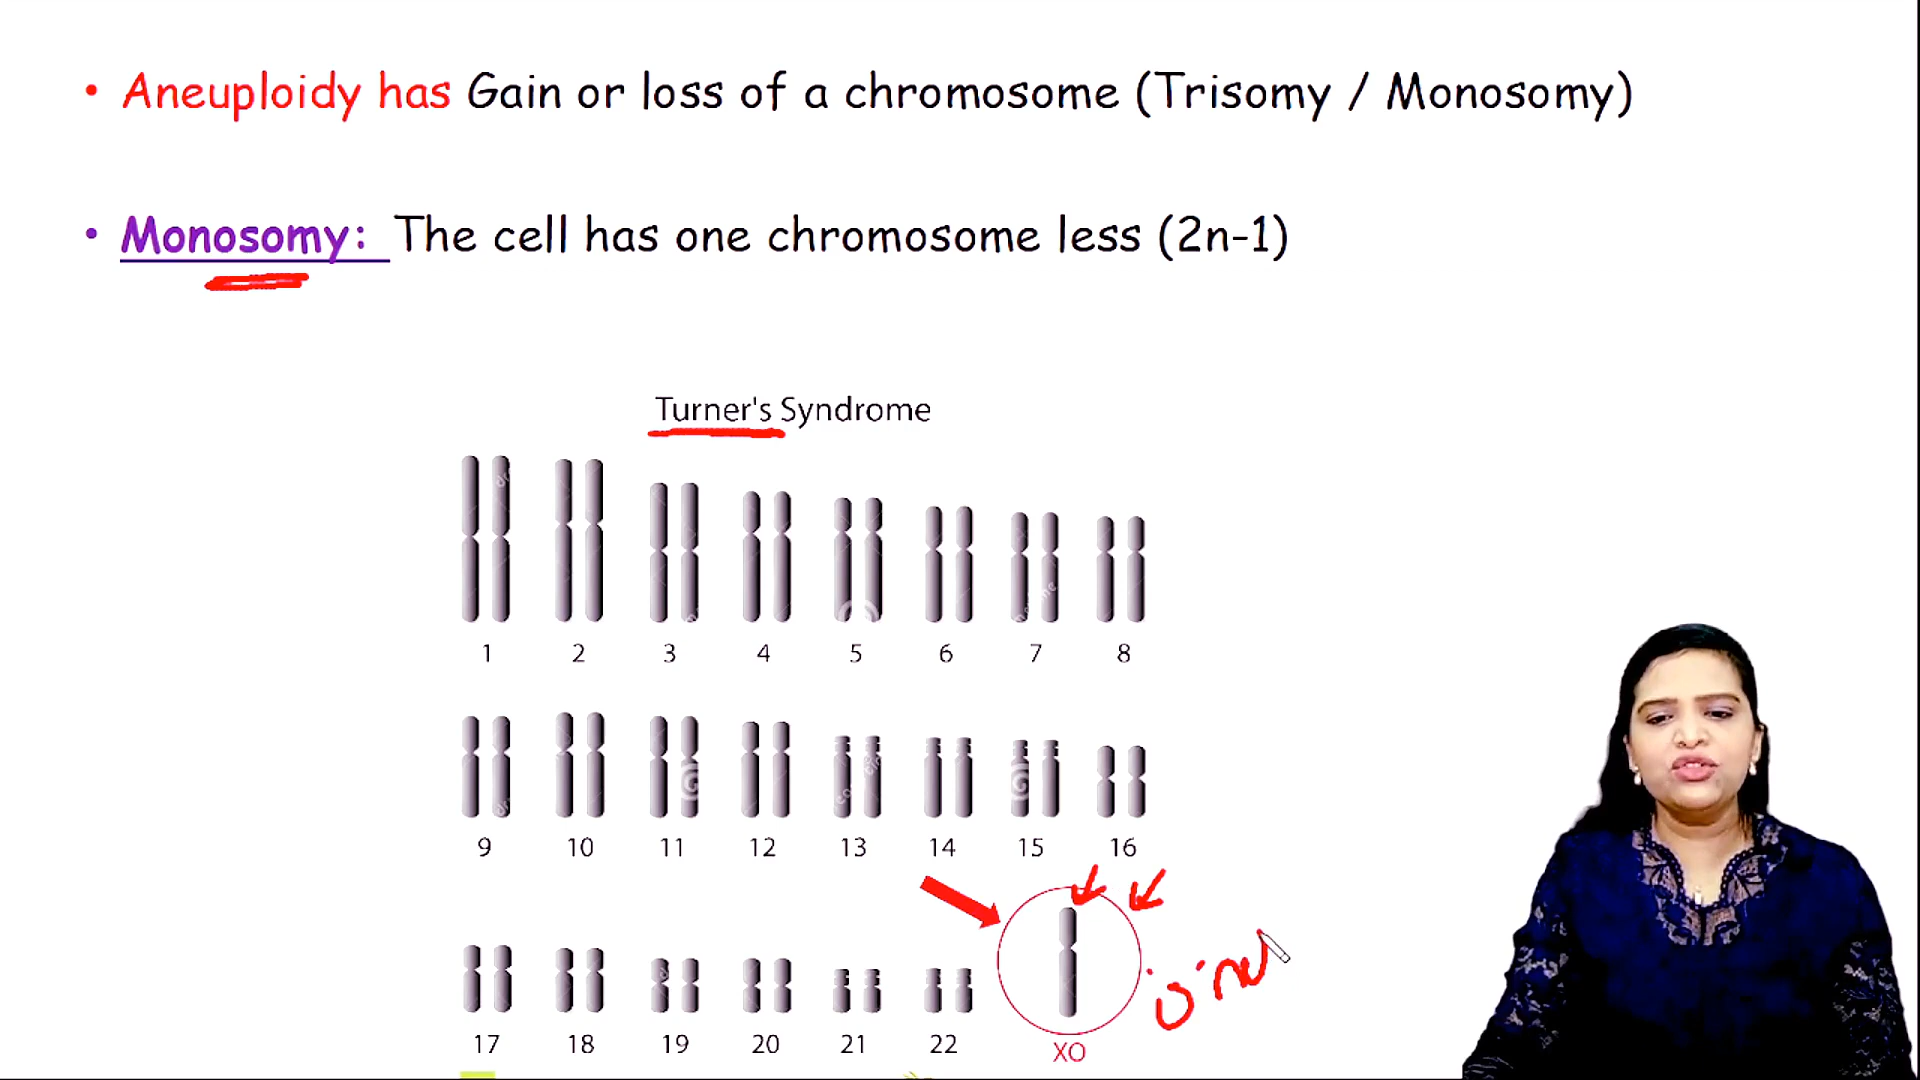 • Aneuploidy has Gain or loss of a chromosome (Trisomy / Monosomy)
• Monosomy: The cell has one chromosome less (2n-1)
Turner's Syndrome
1 2 3 4 5 6 7 8
9 10 11 12 13 14 15 16
17 18 19 20 21 22 XO